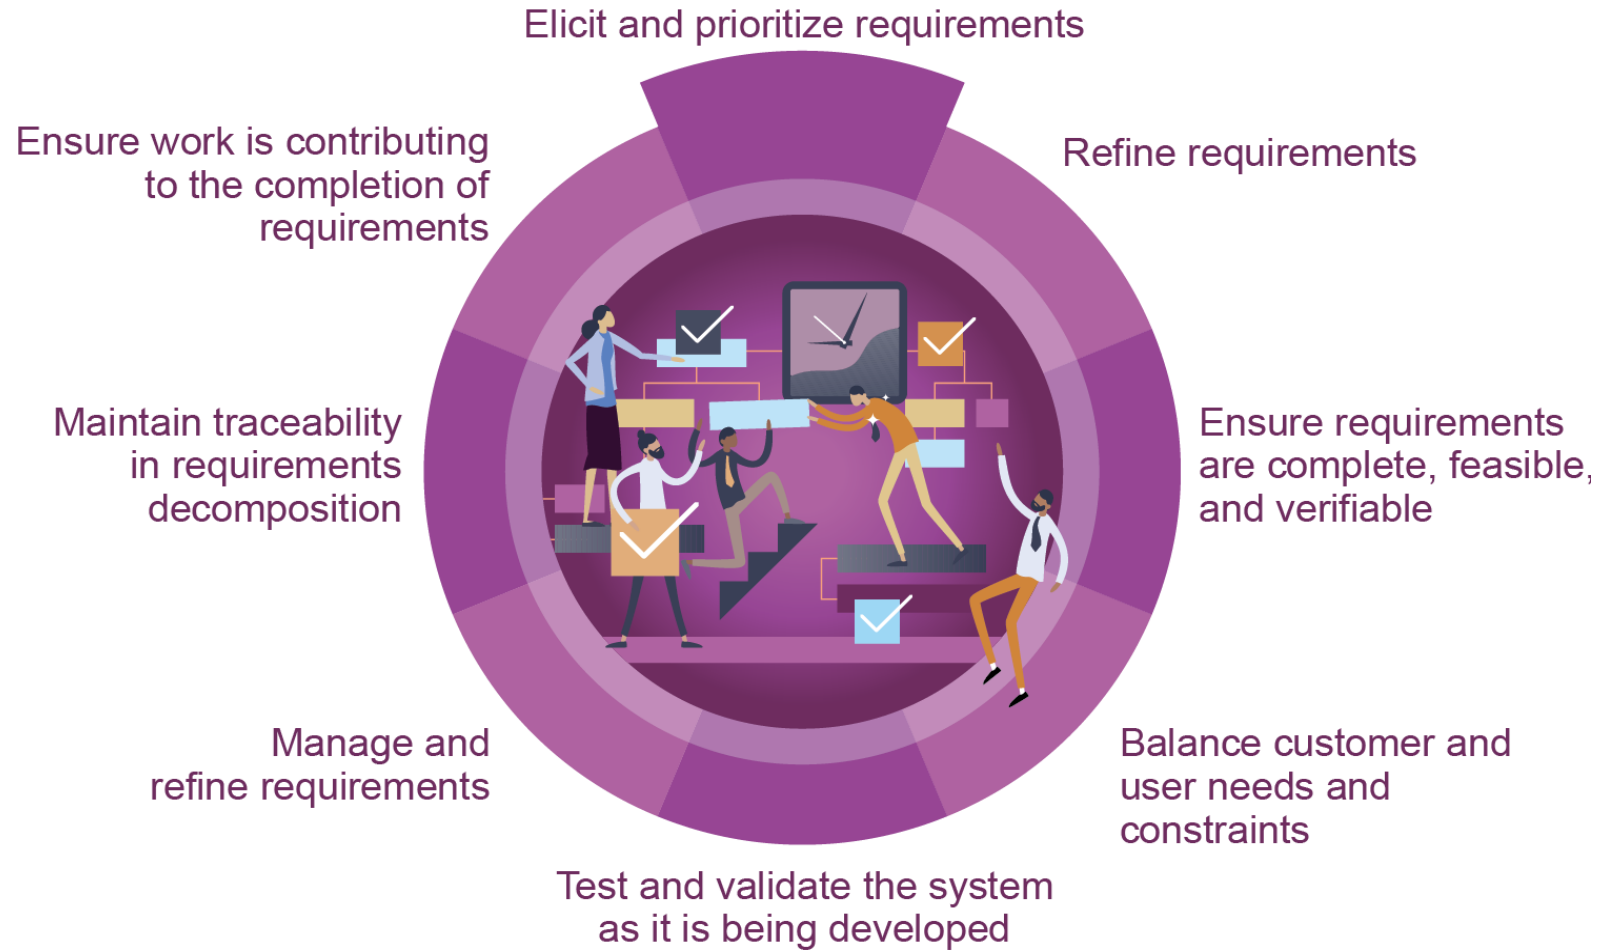 Elicit and prioritize requirements
Refine requirements
Ensure requirements
are complete, feasible,
and verifiable
Balance customer and
user needs and
constraints
Test and validate the system
as it is being developed
Manage and
refine requirements
Maintain traceability
in requirements
decomposition
Ensure work is contributing
to the completion of
requirements